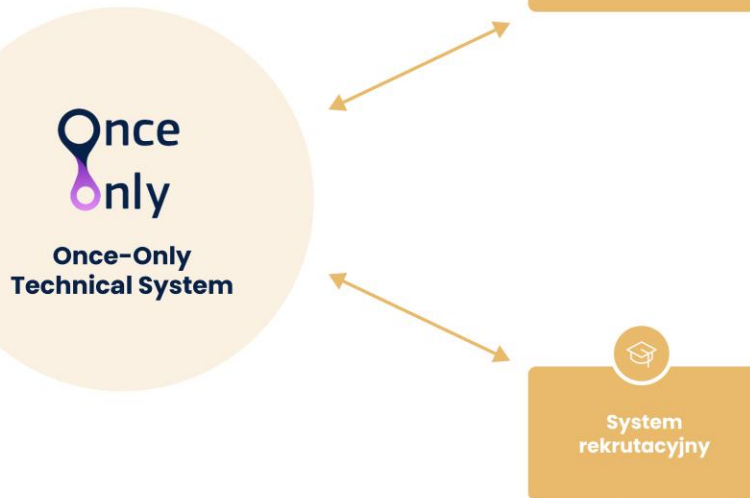 Once
Only
Once-Only
Technical System
System
rekrutacyjny